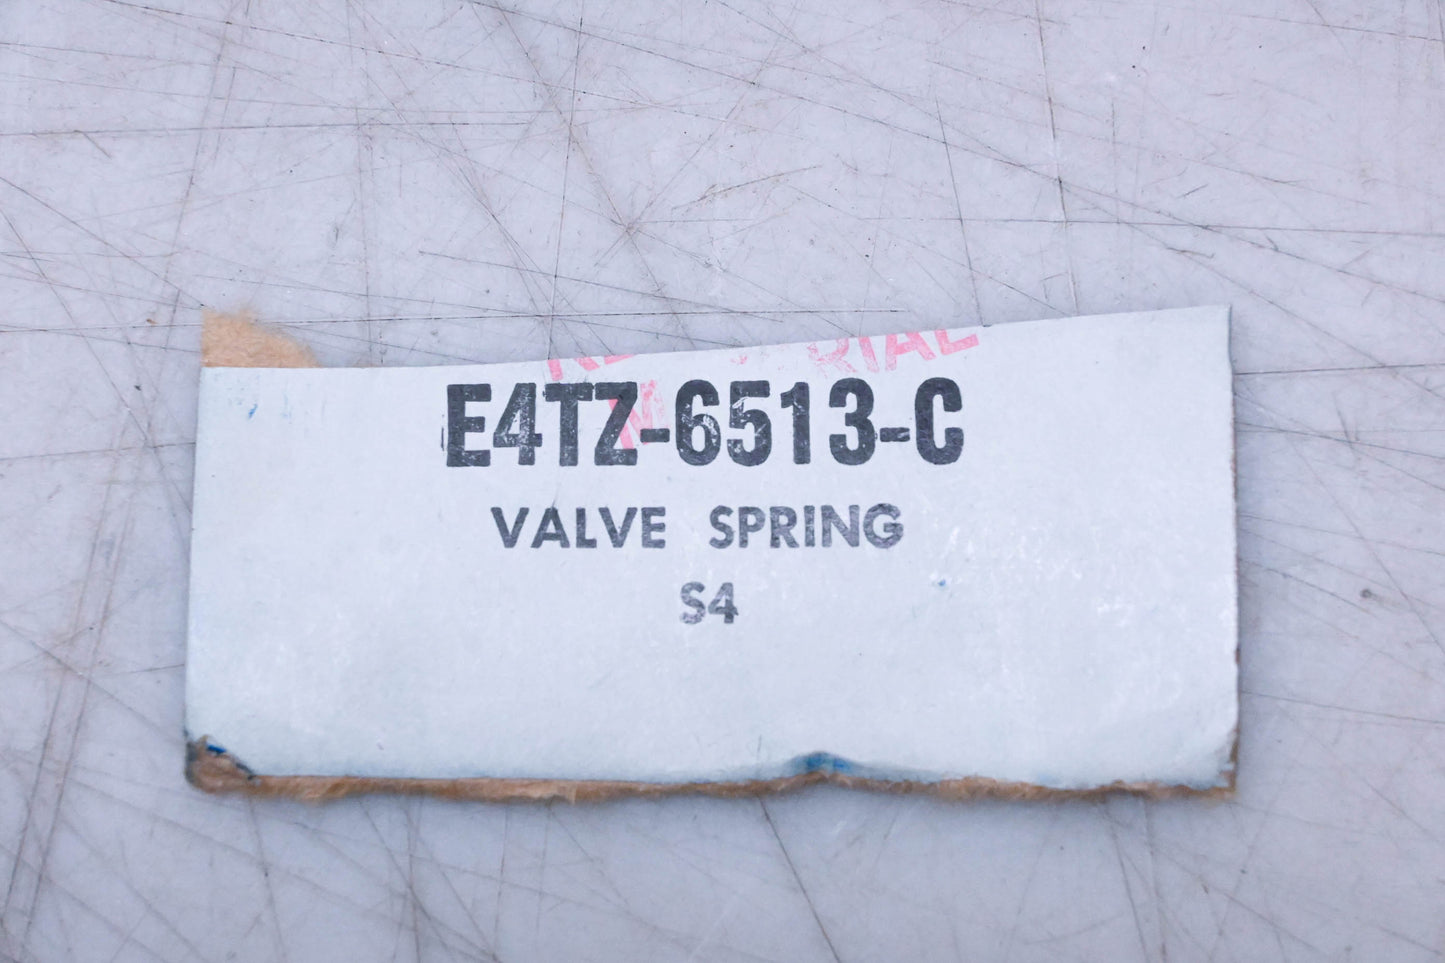 E4TZ-6513-C
VALVE SPRING
S4